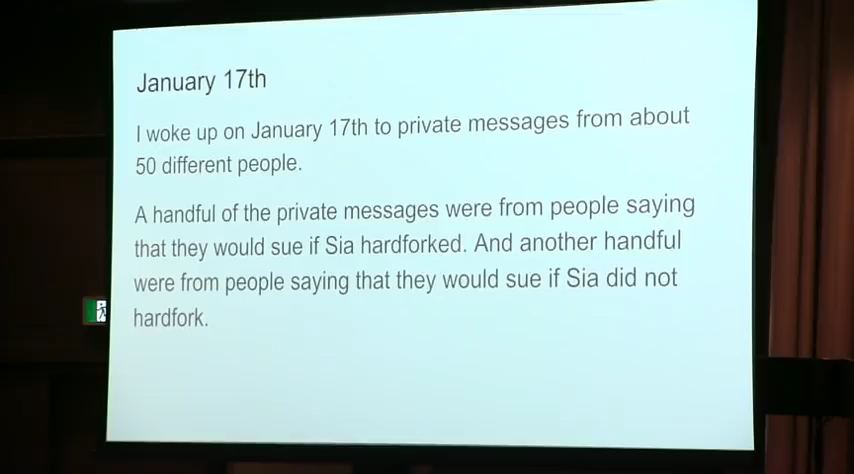 January 17th
I woke up on January 17th to private messages from about
50 different people.
A handful of the private messages were from people saying
that they would sue if Sia hardforked. And another handful
were from people saying that they would sue if Sia did not
hardfork.